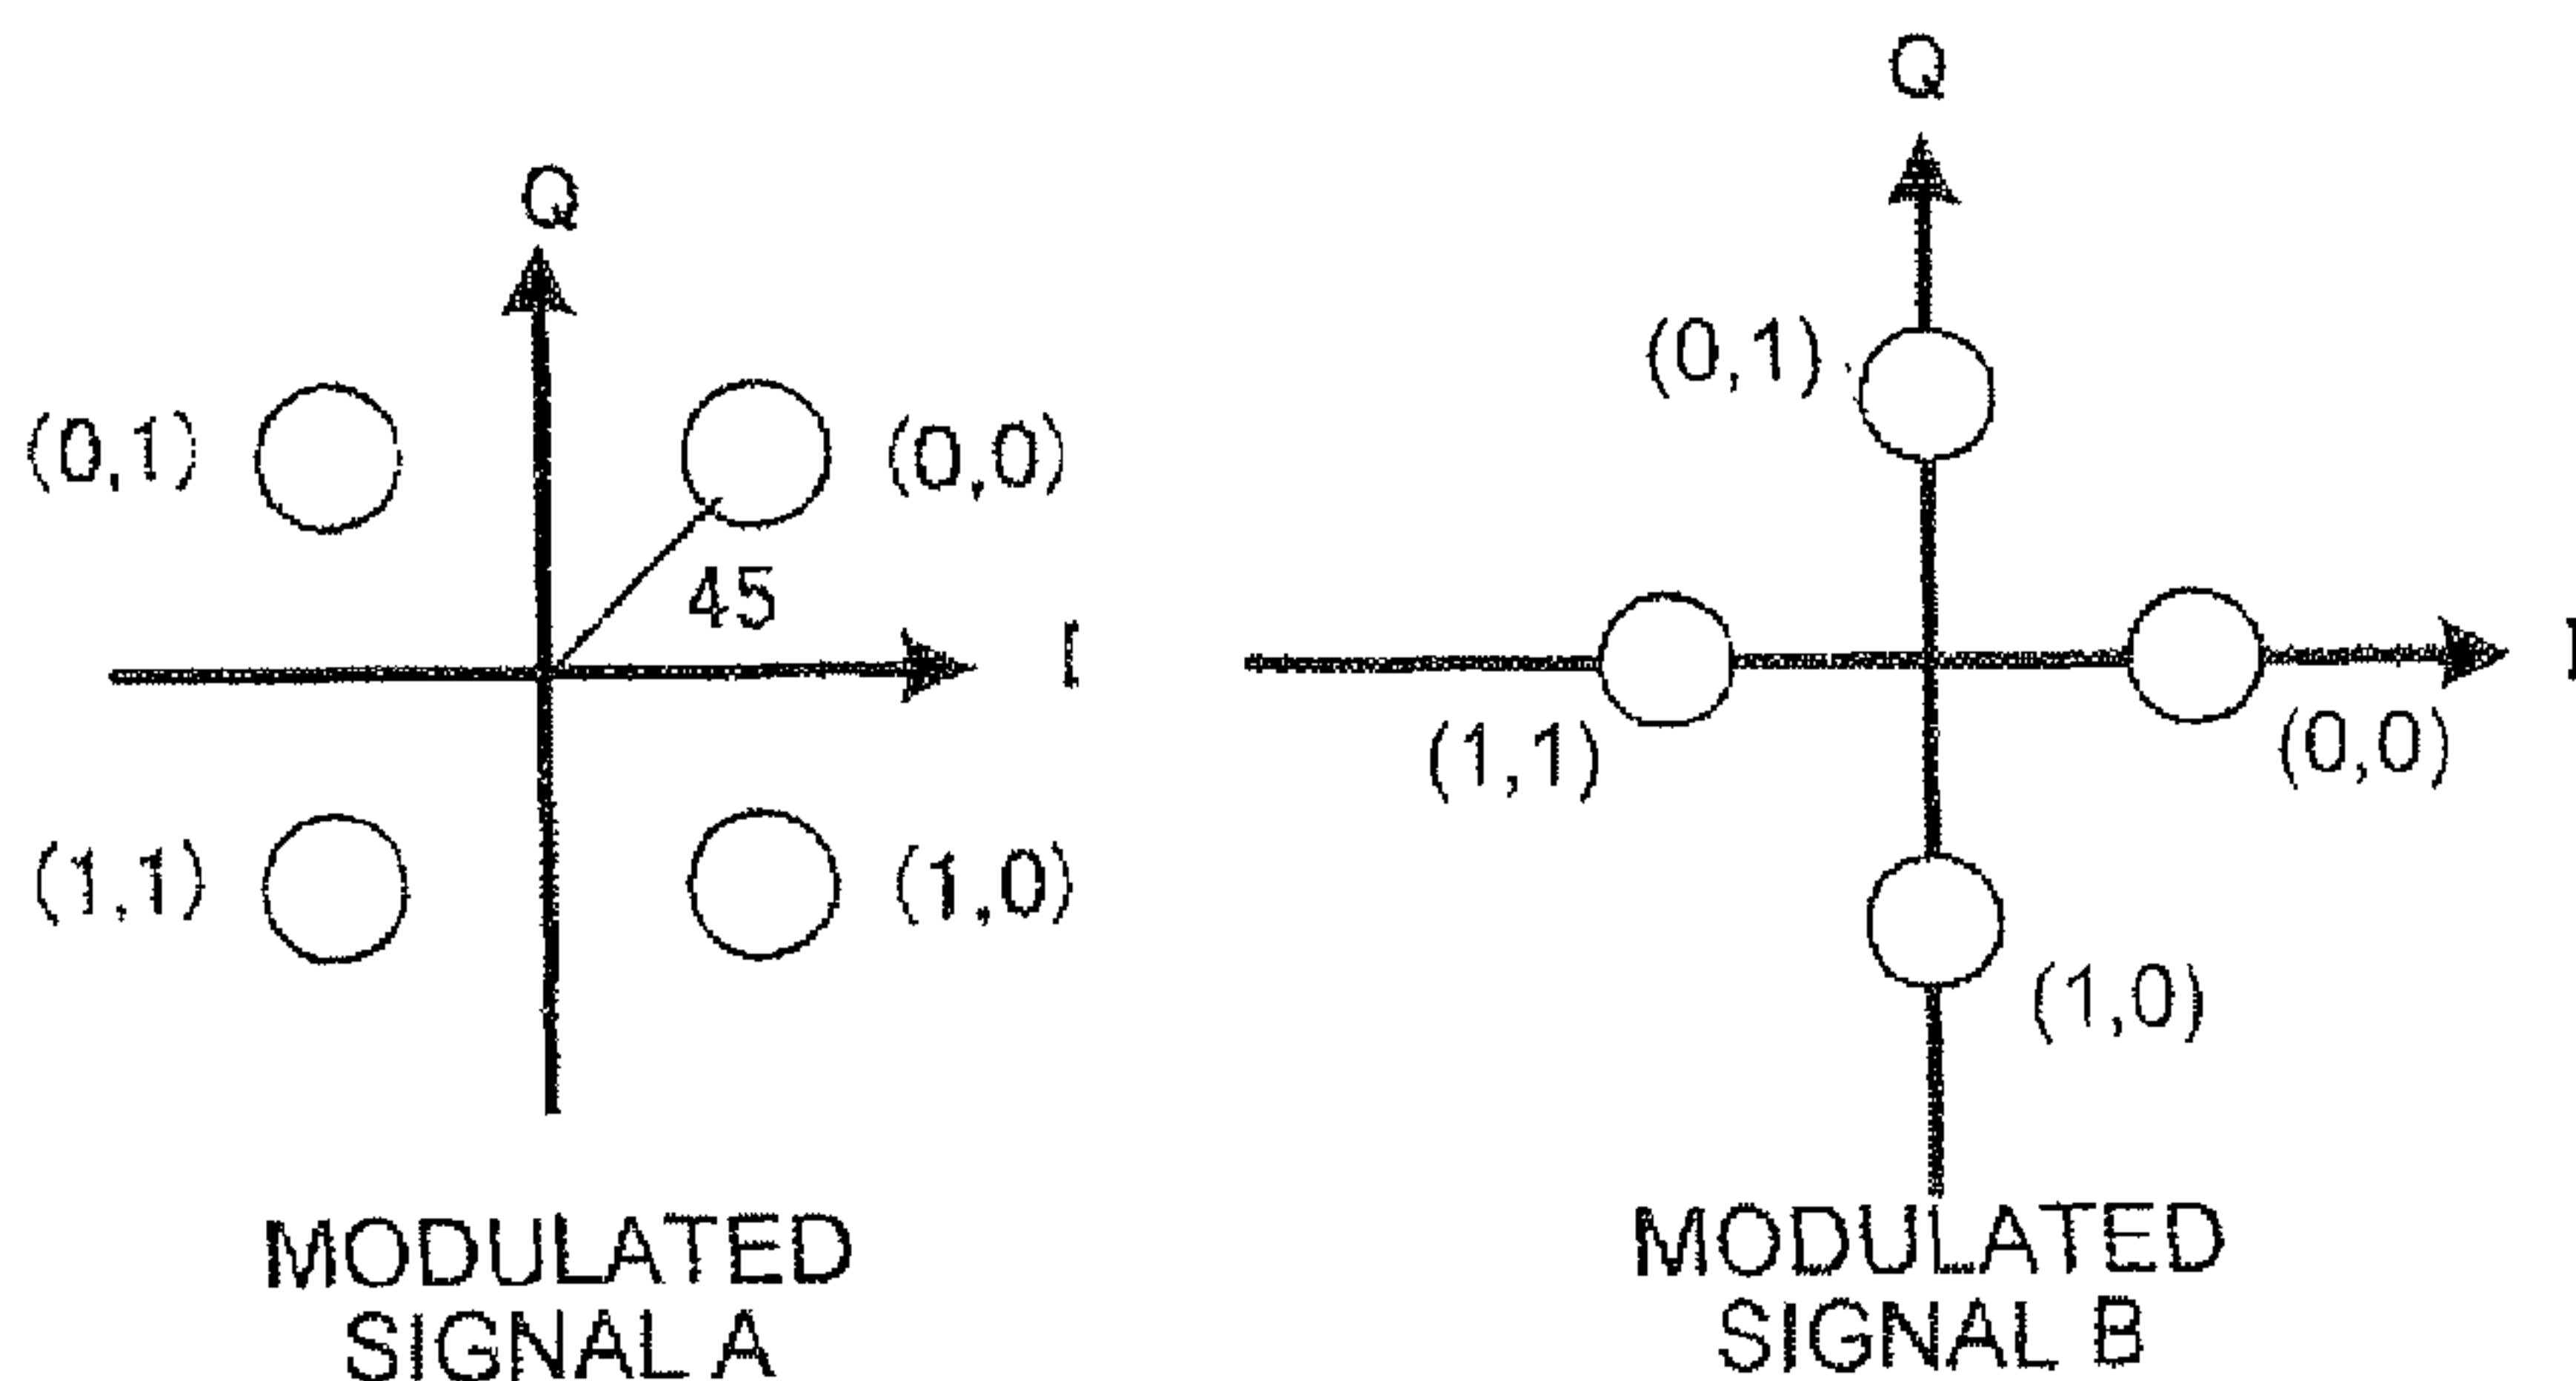 Q
(0,1)
(0,0)
45
I
(1,1)
(1,0)
MODULATED
SIGNAL A
Q
(0,1)
I
(1,1)
(0,0)
(1,0)
MODULATED
SIGNAL B